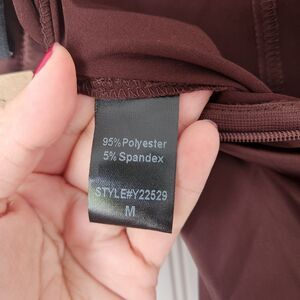 95% Polyester
5% Spandex
STYLE#Y22529
M